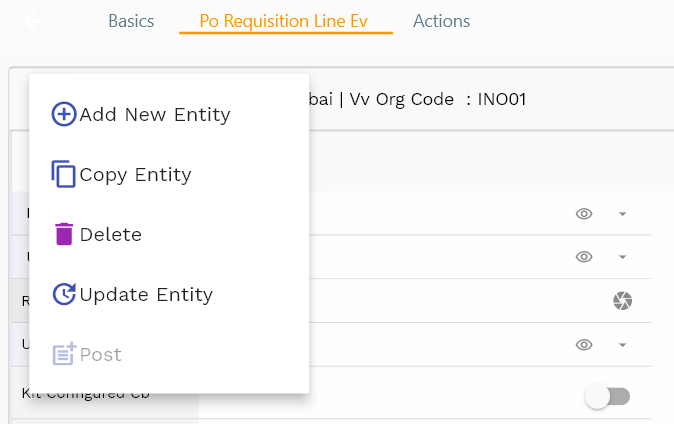 Basics Po Requisition Line Ev Actions
bai | Vv Org Code : INO01
Add New Entity
Copy Entity
Delete
Update Entity
Post
Kit Configured Cb